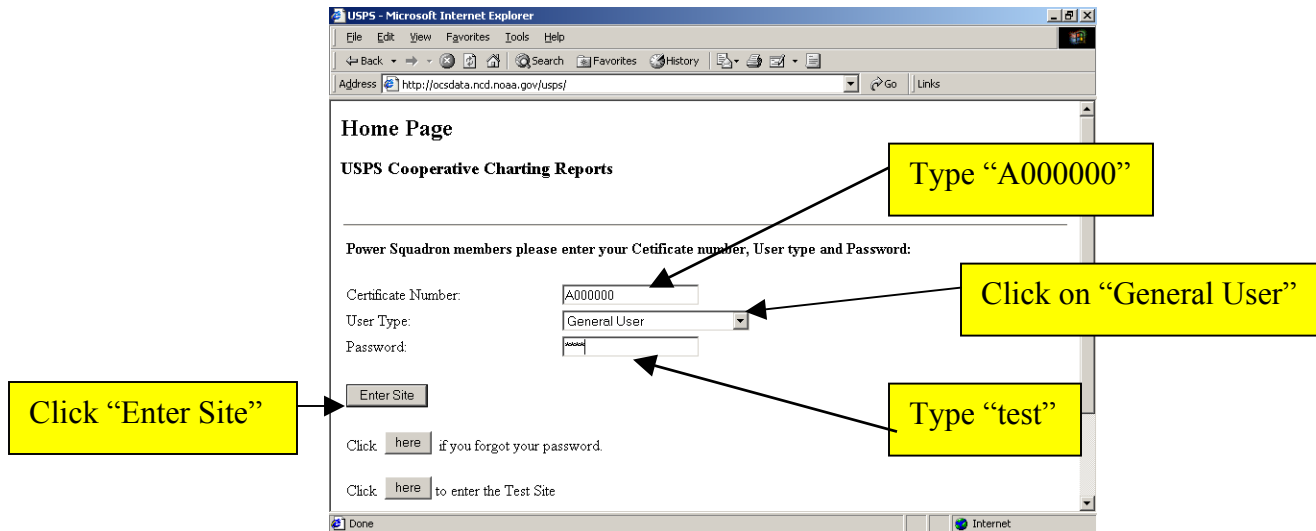 USPS - Microsoft Internet Explorer
File Edit View Favorites Tools Help
Back Search Favorites History
Address http://ocsdata.ncd.noaa.gov/usps/ Go Links
Home Page
USPS Cooperative Charting Reports
Type “A000000”
Power Squadron members please enter your Cetificate number, User type and Password:
Certificate Number: A000000
Click on “General User”
User Type: General User
Password: ****
Click “Enter Site”
Enter Site
Type “test”
Click here if you forgot your password.
Click here to enter the Test Site
Done Internet